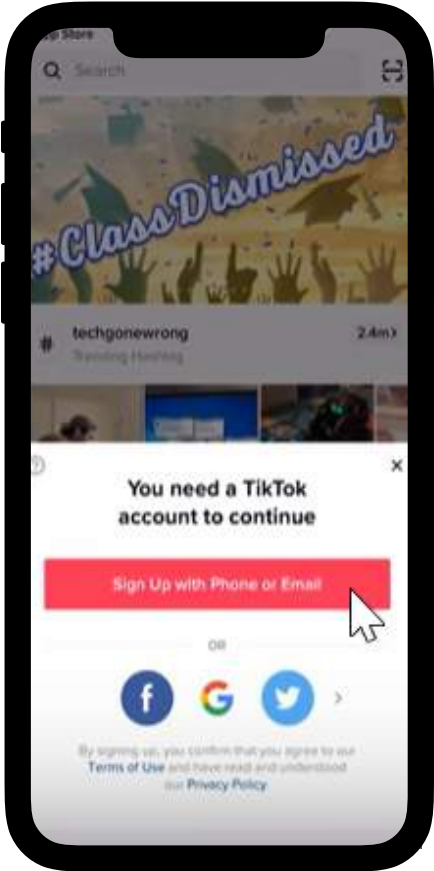 pp Store
Search
#ClassDismissed
# techgonewrong 2.4m›
Trending Hashtag
You need a TikTok
account to continue
Sign Up with Phone or Email
OR
By signing up, you confirm that you agree to our
Terms of Use and have read and understood
our Privacy Policy